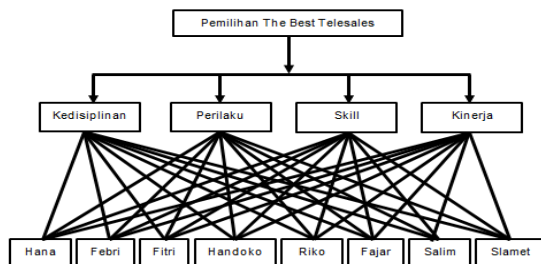 Pemilihan The Best Telesales
Kedisiplinan Perilaku Skill Kinerja
Hana Febri Fitri Handoko Riko Fajar Salim Slamet